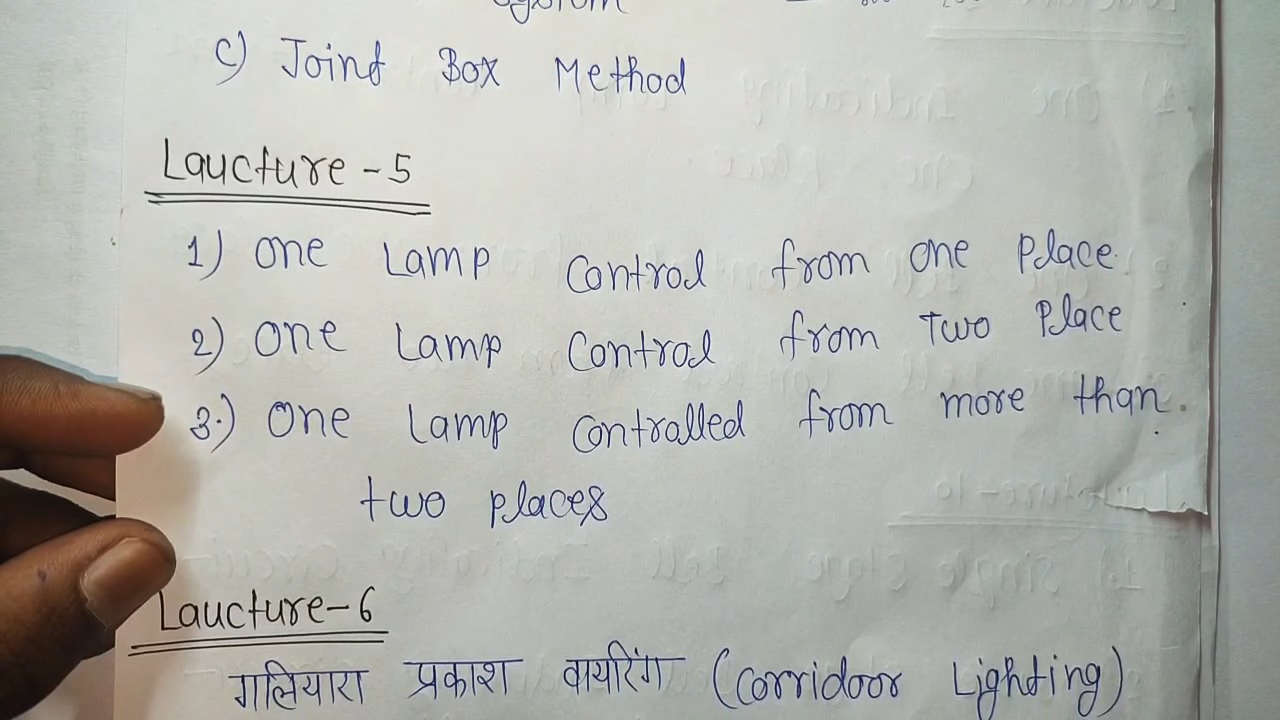 System
C) Joint Box Method
Laucture - 5
1) One Lamp Control from one Place.
2) One Lamp Control from Two Place
3.) One Lamp Contralled from more than.
two places
Laucture - 6
गलियारा प्रकाश वायरिंग (Corridoor Lighting)